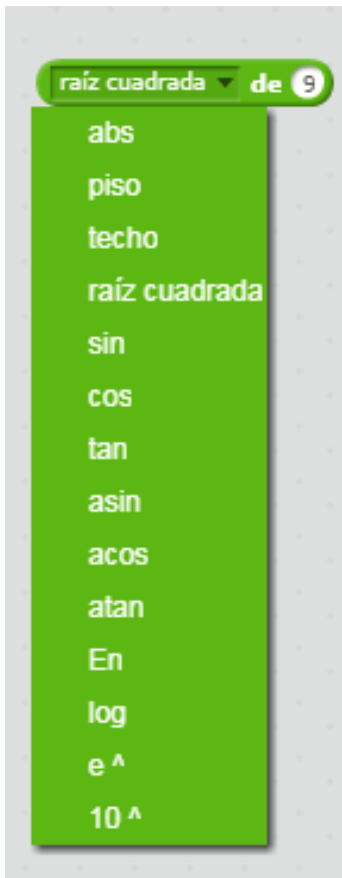 raíz cuadrada de 9
abs
piso
techo
raíz cuadrada
sin
cos
tan
asin
acos
atan
En
log
e ^
10 ^